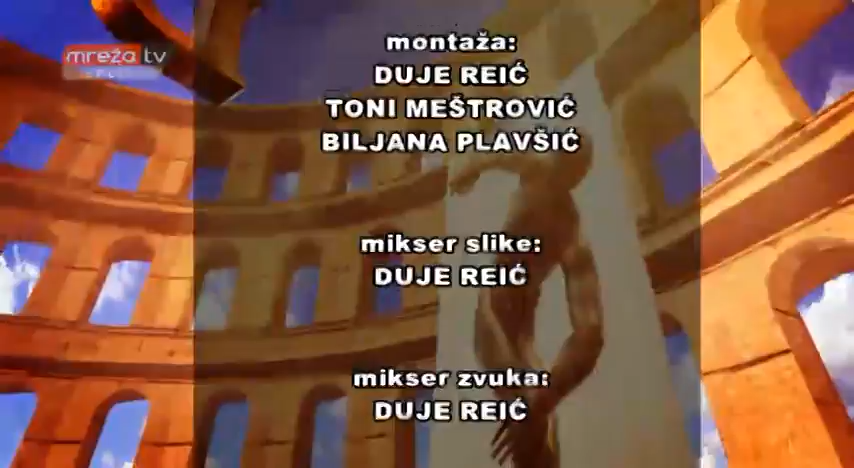 mreža tv
montaža:
DUJE REIĆ
TONI MEŠTROVIĆ
BILJANA PLAVŠIĆ
mikser slike:
DUJE REIĆ
mikser zvuka:
DUJE REIĆ